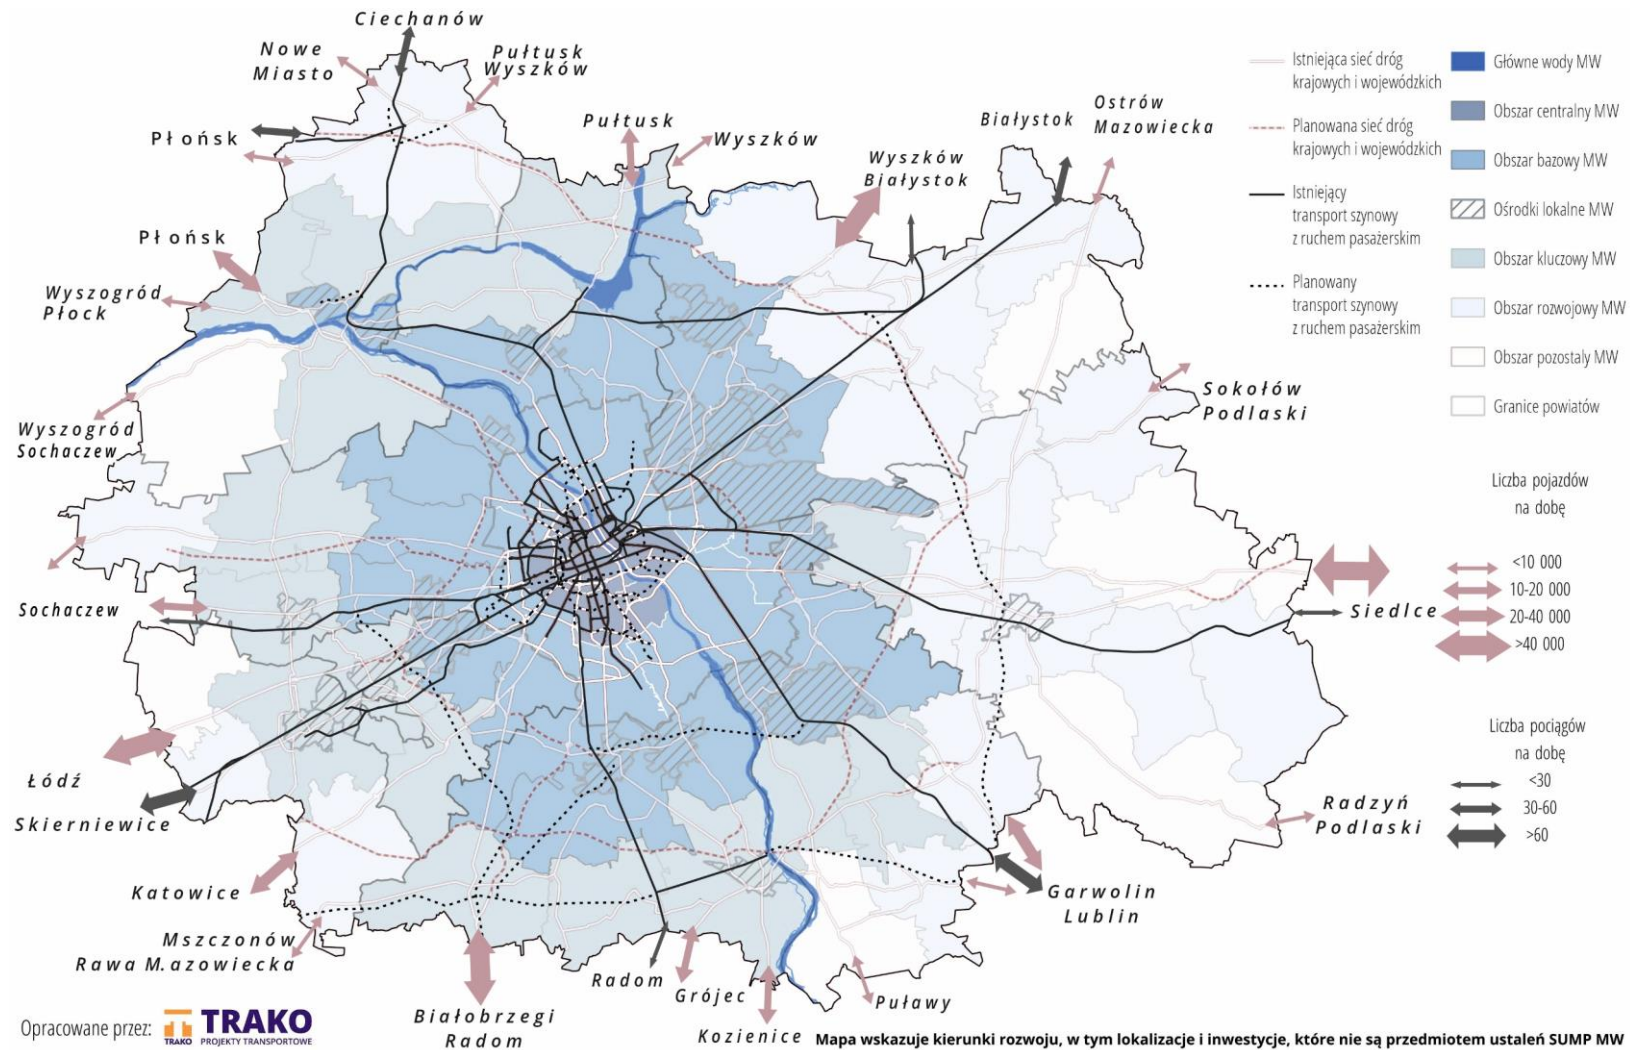 Ciechanów
Nowe
Miasto
Pułtusk
Wyszków
Płońsk
Pułtusk
Wyszków
Wyszków
Białystok
Białystok
Ostrów
Mazowiecka
Płońsk
Wyszogród
Płock
Wyszogród
Sochaczew
Sokołów
Podlaski
Sochaczew
Siedlce
Łódź
Skierniewice
Radzyń
Podlaski
Katowice
Garwolin
Lublin
Mszczonów
Rawa M.azowiecka
Radom
Grójec
Puławy
Białobrzegi
Radom
Kozienice
Istniejąca sieć dróg
krajowych i wojewódzkich
Planowana sieć dróg
krajowych i wojewódzkich
Istniejący
transport szynowy
z ruchem pasażerskim
Planowany
transport szynowy
z ruchem pasażerskim
Główne wody MW
Obszar centralny MW
Obszar bazowy MW
Ośrodki lokalne MW
Obszar kluczowy MW
Obszar rozwojowy MW
Obszar pozostaly MW
Granice powiatów
Liczba pojazdów
na dobę
<10 000
10-20 000
20-40 000
>40 000
Liczba pociągów
na dobę
<30
30-60
>60
Opracowane przez:
TRAKO
TRAKO
PROJEKTY TRANSPORTOWE
Mapa wskazuje kierunki rozwoju, w tym lokalizacje i inwestycje, które nie są przedmiotem ustaleń SUMP MW